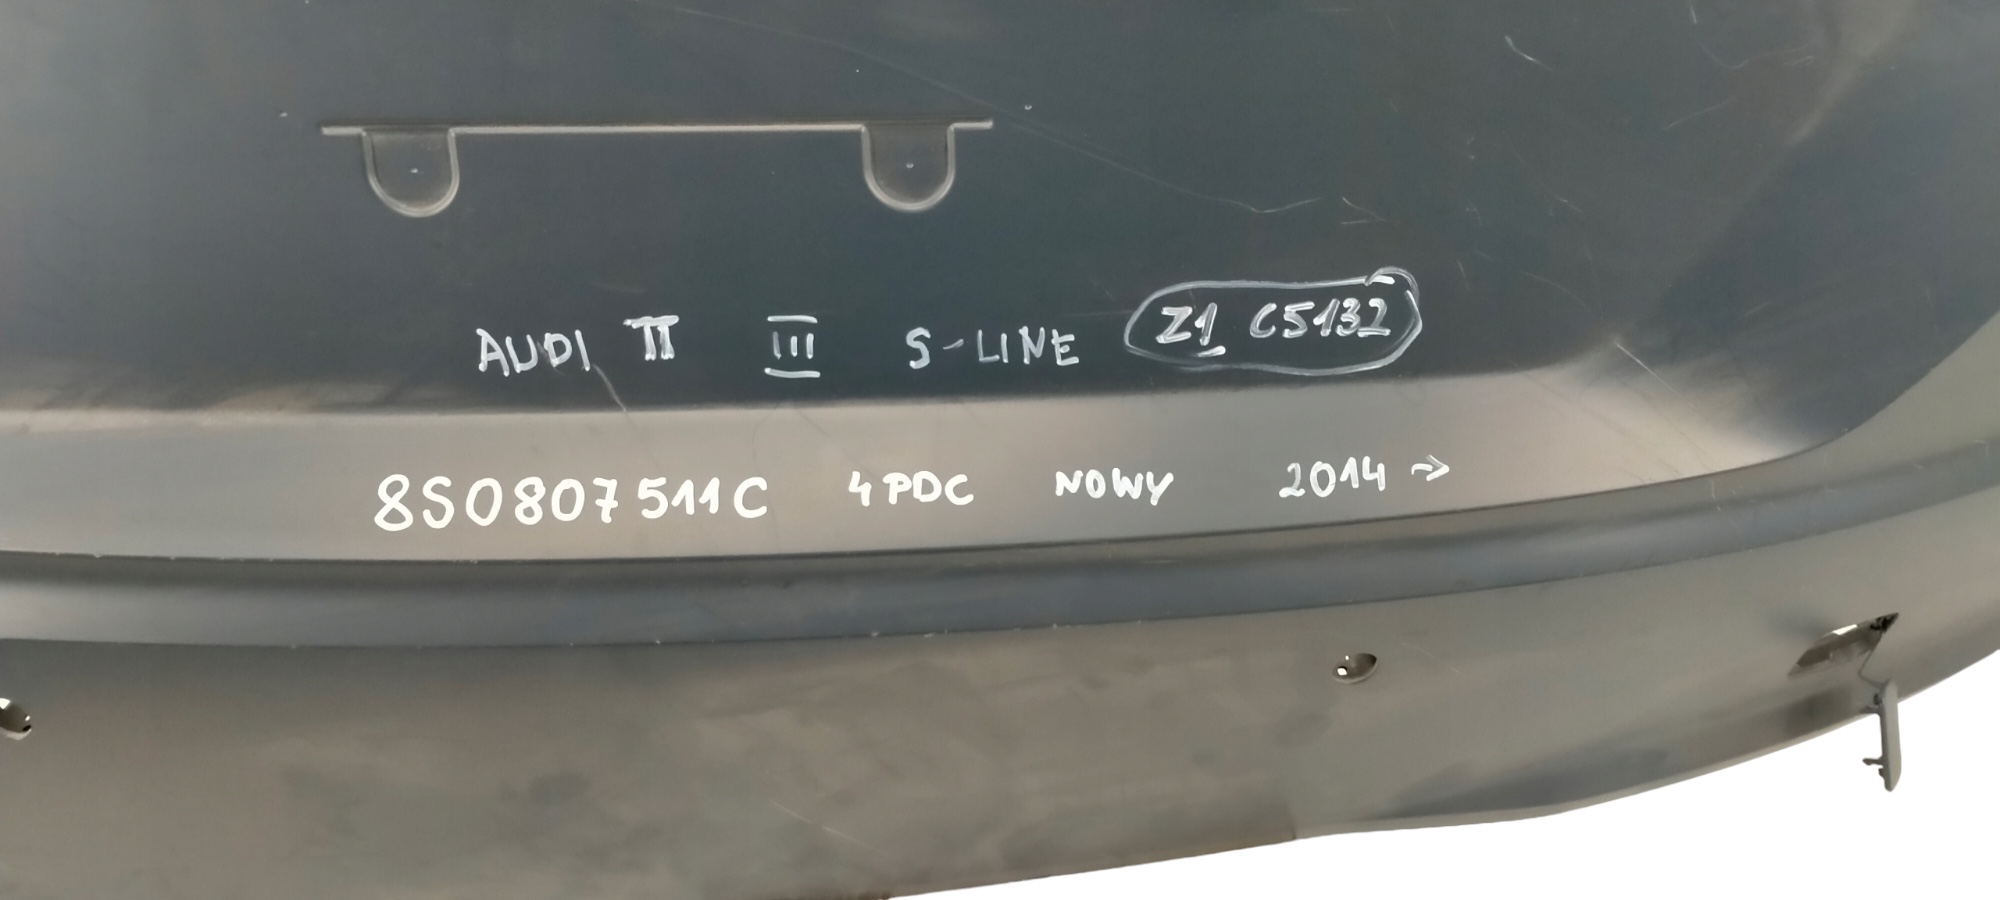 AUDI TT III S-LINE Z1 C5132
8S0807511C 4PDC NOWY 2014 →